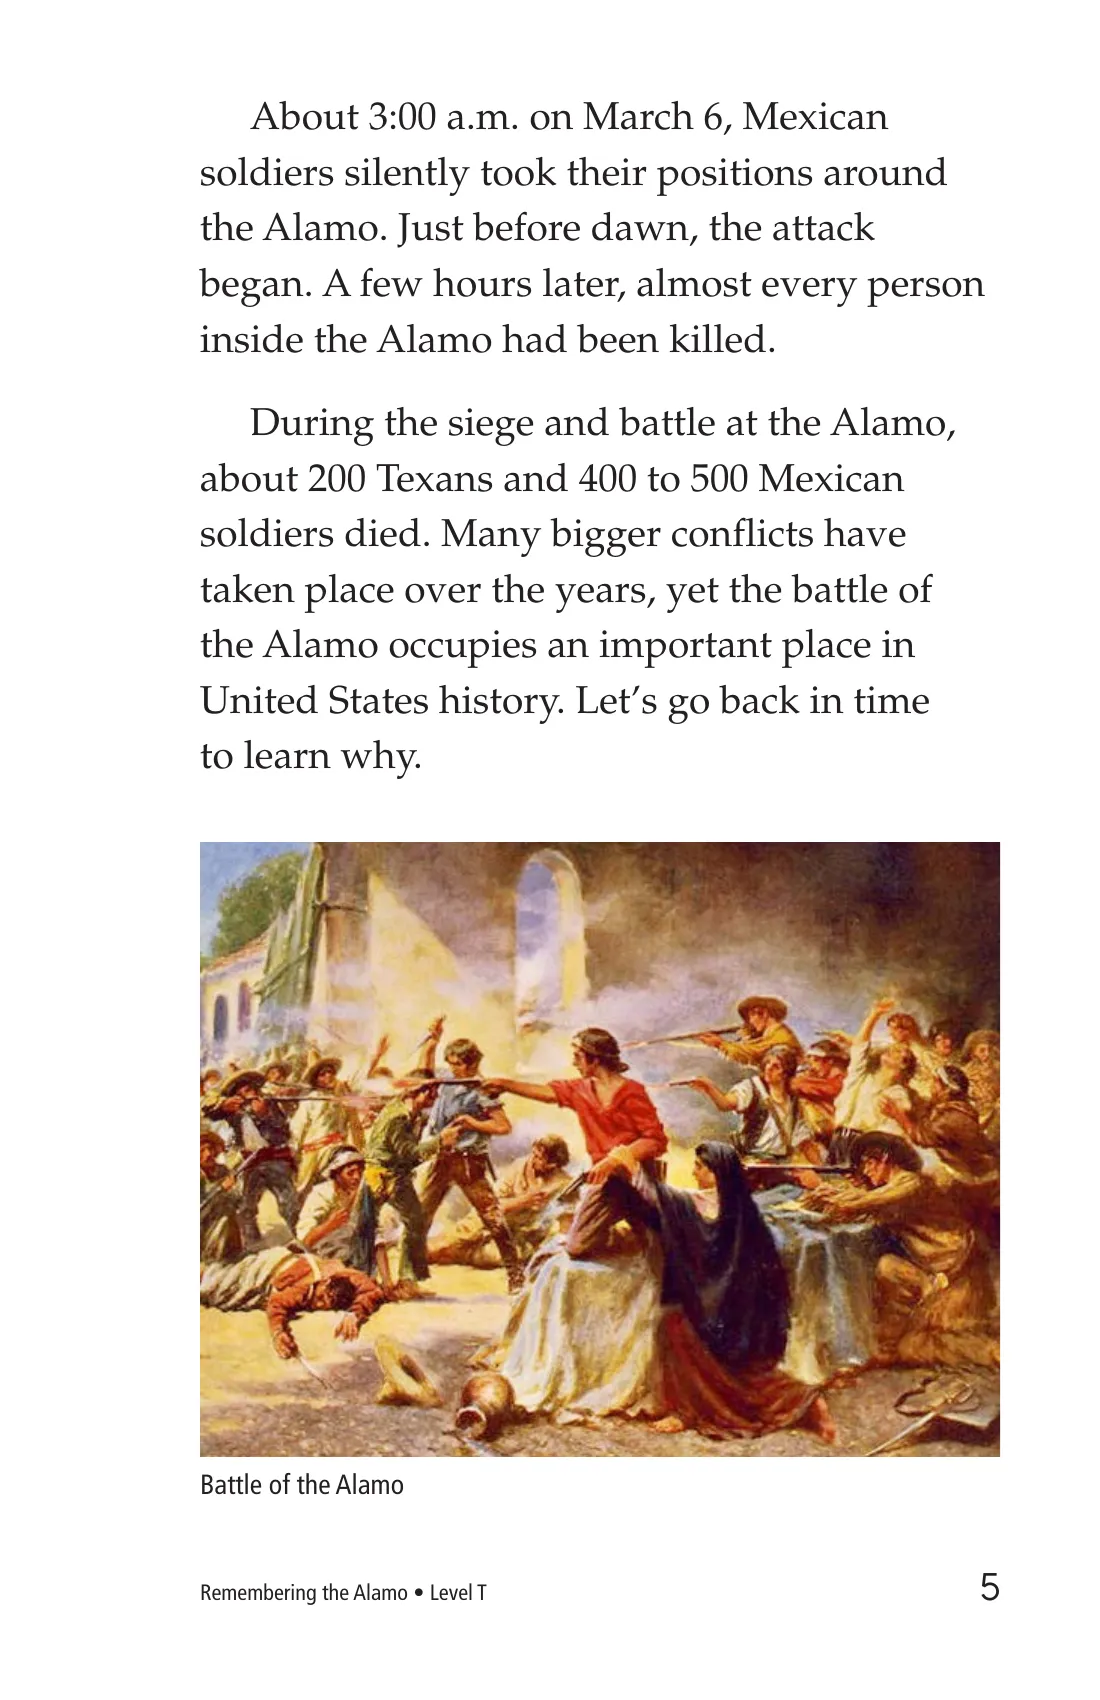 About 3:00 a.m. on March 6, Mexican
soldiers silently took their positions around
the Alamo. Just before dawn, the attack
began. A few hours later, almost every person
inside the Alamo had been killed.
During the siege and battle at the Alamo,
about 200 Texans and 400 to 500 Mexican
soldiers died. Many bigger conflicts have
taken place over the years, yet the battle of
the Alamo occupies an important place in
United States history. Let’s go back in time
to learn why.
Battle of the Alamo
Remembering the Alamo • Level T
5